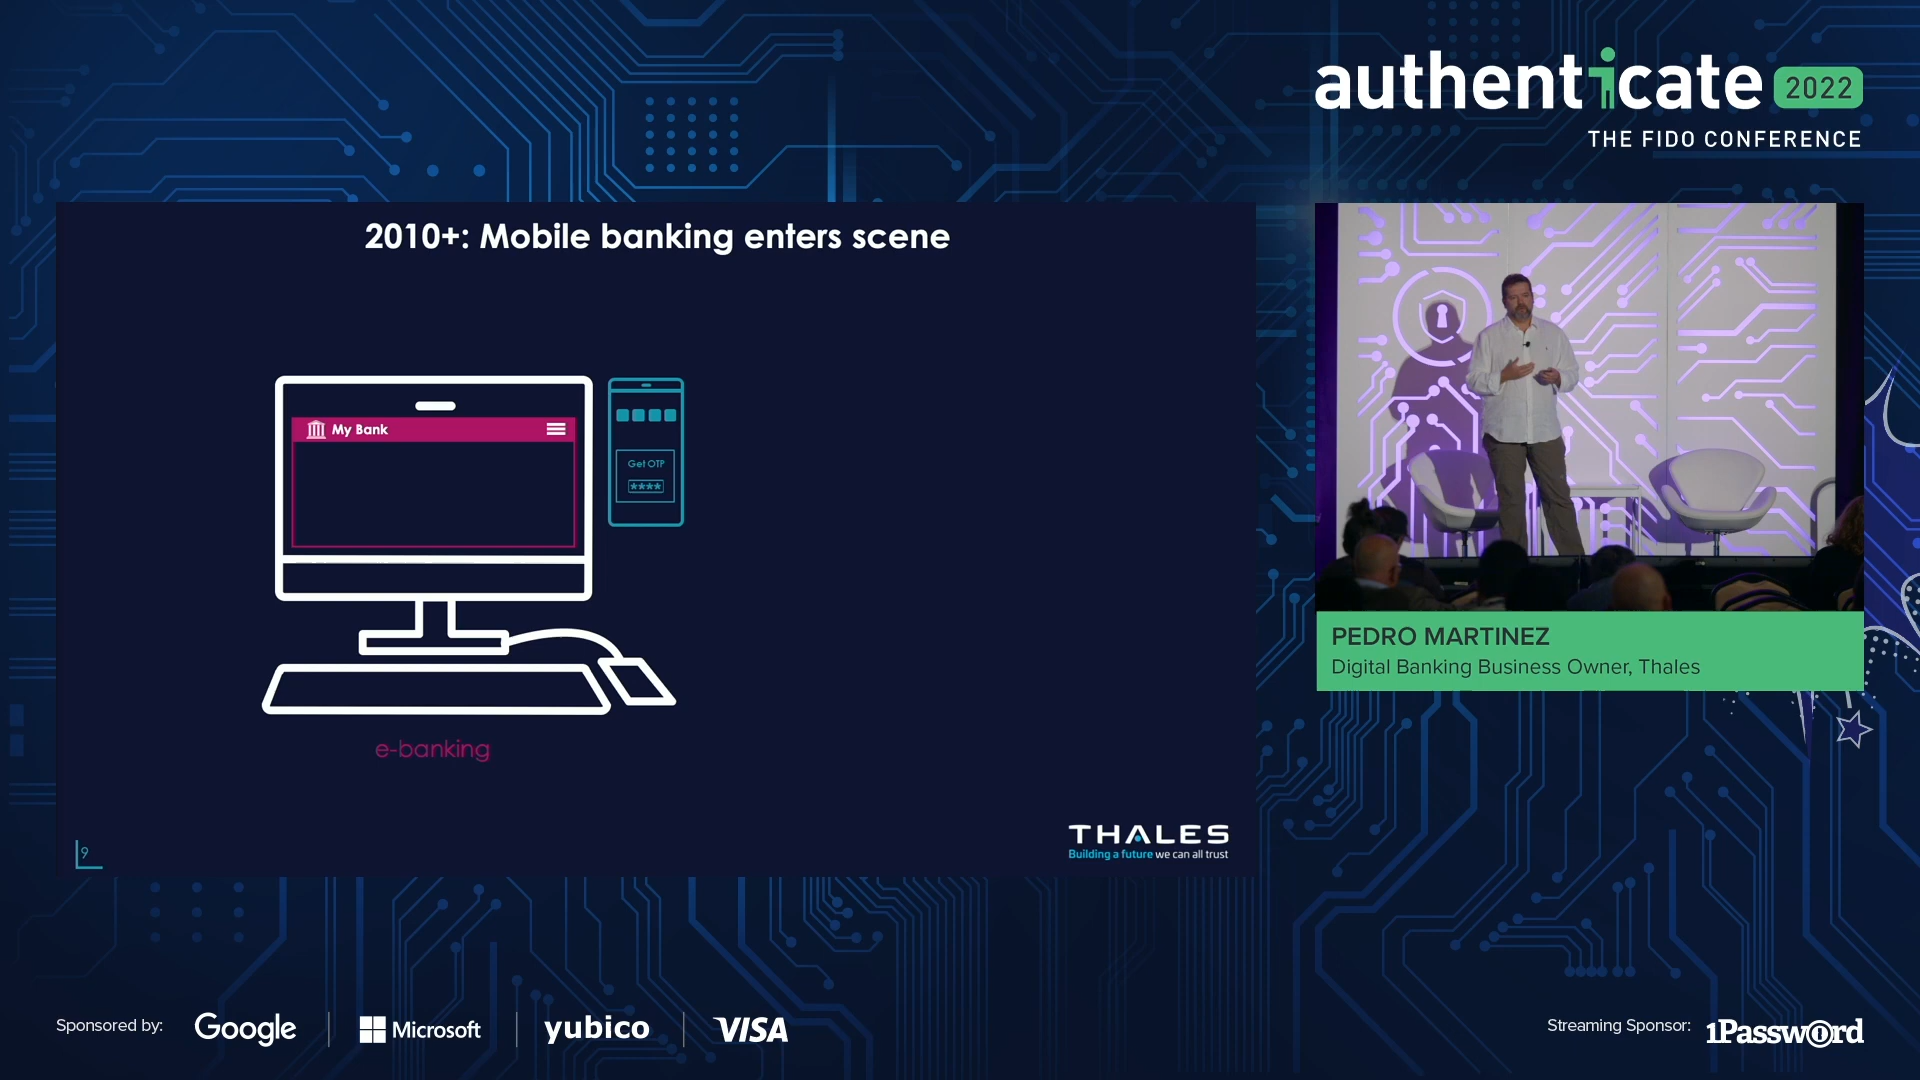 authenticate 2022
THE FIDO CONFERENCE
2010+: Mobile banking enters scene
My Bank
Get OTP
****
e-banking
9
THALES
Building a future we can all trust
PEDRO MARTINEZ
Digital Banking Business Owner, Thales
Sponsored by:
Google
Microsoft
yubico
VISA
Streaming Sponsor:
1Password